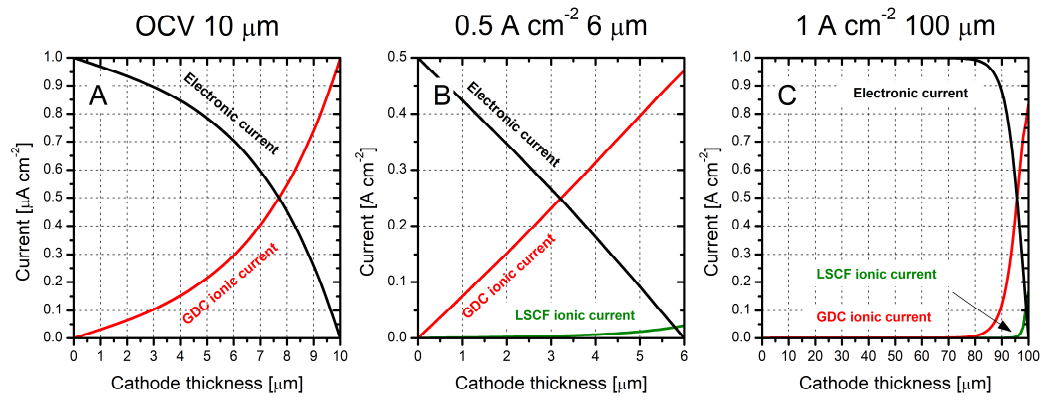 OCV 10 μm
0.5 A cm-2 6 μm
1 A cm-2 100 μm
A
Electronic current
GDC ionic current
Current [μA cm-2]
1.0
0.9
0.8
0.7
0.6
0.5
0.4
0.3
0.2
0.1
0.0
0 1 2 3 4 5 6 7 8 9 10
Cathode thickness [μm]
B
Electronic current
GDC ionic current
LSCF ionic current
Current [A cm-2]
0.5
0.4
0.3
0.2
0.1
0.0
0 1 2 3 4 5 6
Cathode thickness [μm]
C
Electronic current
LSCF ionic current
GDC ionic current
Current [A cm-2]
1.0
0.9
0.8
0.7
0.6
0.5
0.4
0.3
0.2
0.1
0.0
0 10 20 30 40 50 60 70 80 90 100
Cathode thickness [μm]